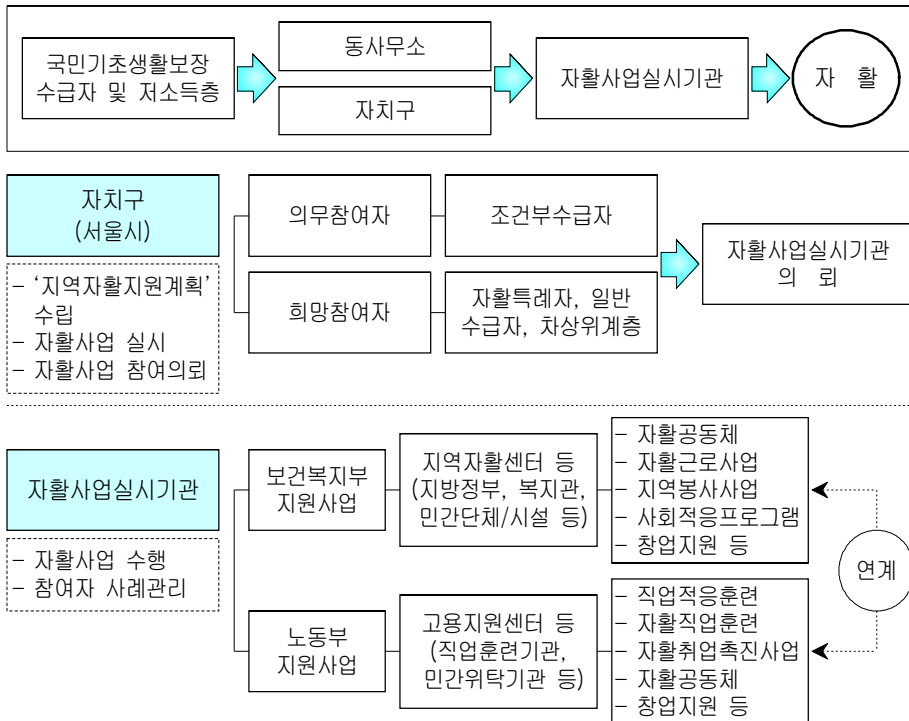 국민기초생활보장
수급자 및 저소득층
동사무소
자치구
자활사업실시기관
자 활
자치구
(서울시)
– ‘지역자활지원계획’
수립
– 자활사업 실시
– 자활사업 참여의뢰
의무참여자
조건부수급자
희망참여자
자활특례자, 일반
수급자, 차상위계층
자활사업실시기관
의 뢰
자활사업실시기관
– 자활사업 수행
– 참여자 사례관리
보건복지부
지원사업
지역자활센터 등
(지방정부, 복지관,
민간단체/시설 등)
– 자활공동체
– 자활근로사업
– 지역봉사사업
– 사회적응프로그램
– 창업지원 등
노동부
지원사업
고용지원센터 등
(직업훈련기관,
민간위탁기관 등)
– 직업적응훈련
– 자활직업훈련
– 자활취업촉진사업
– 자활공동체
– 창업지원 등
연계